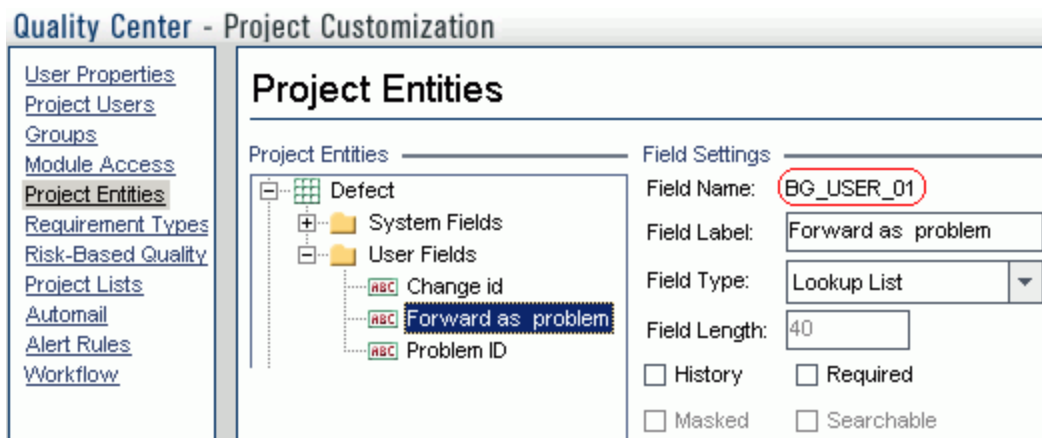 Quality Center - Project Customization
User Properties
Project Users
Groups
Module Access
Project Entities
Requirement Types
Risk-Based Quality
Project Lists
Automail
Alert Rules
Workflow
Project Entities
Project Entities
Defect
System Fields
User Fields
ABC Change id
ABC Forward as problem
ABC Problem ID
Field Settings
Field Name: BG_USER_01
Field Label: Forward as problem
Field Type: Lookup List
Field Length: 40
History Required
Masked Searchable